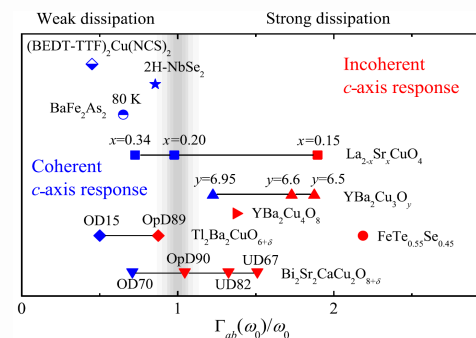 Weak dissipation Strong dissipation
(BEDT-TTF)₂Cu(NCS)₂
2H-NbSe₂
Incoherent
c-axis response
80 K
BaFe₂As₂
x=0.34 x=0.20 x=0.15
La₂₋ₓSrₓCuO₄
Coherent
c-axis response
y=6.95 y=6.6 y=6.5
YBa₂Cu₃Oᵧ
YBa₂Cu₄O₈
OD15 OpD89
Tl₂Ba₂CuO₆₊δ
FeTe₀.₅₅Se₀.₄₅
OpD90 UD67
Bi₂Sr₂CaCu₂O₈₊δ
OD70 UD82
0 1 2
Γab(ω₀)/ω₀